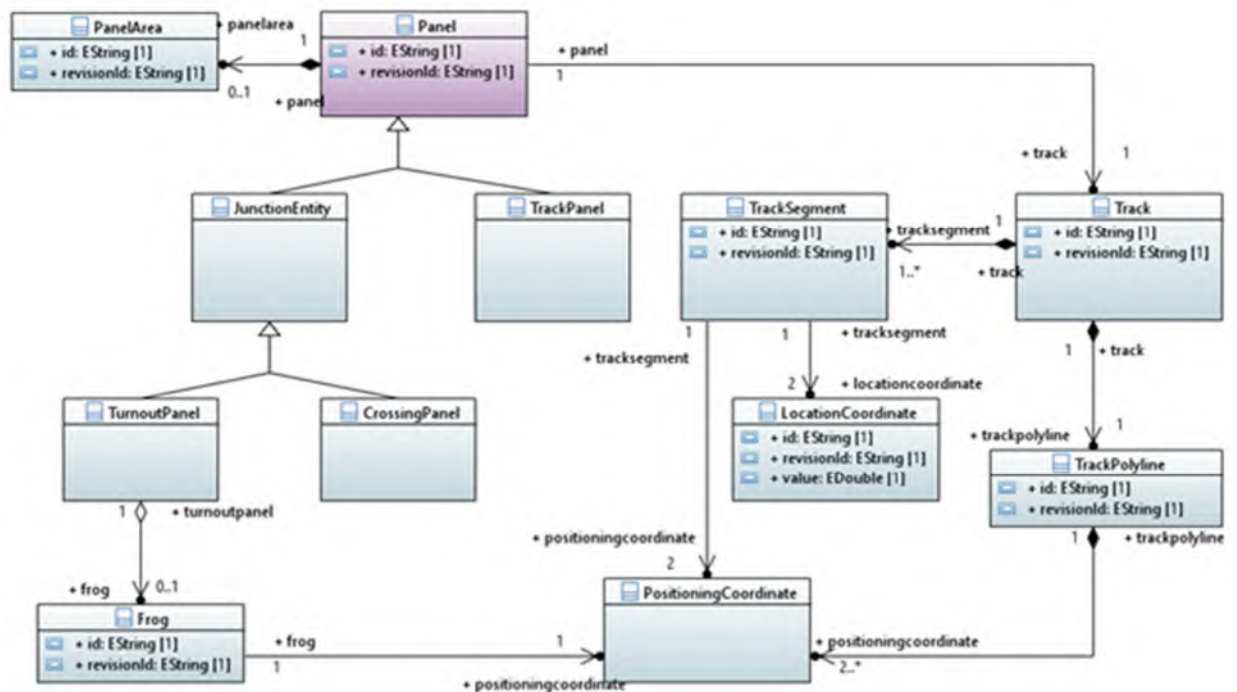 PanelArea
+ id: EString [1]
+ revisionId: EString [1]
+ panelarea
1
0..1
+ panel
Panel
+ id: EString [1]
+ revisionId: EString [1]
+ panel
1
+ track
1
JunctionEntity
TrackPanel
TrackSegment
+ id: EString [1]
+ revisionId: EString [1]
+ tracksegment
1
1..*
+ track
Track
+ id: EString [1]
+ revisionId: EString [1]
1
+ tracksegment
1
+ tracksegment
2
+ locationcoordinate
1
+ track
1
+ trackpolyline
TurnoutPanel
CrossingPanel
LocationCoordinate
+ id: EString [1]
+ revisionId: EString [1]
+ value: EDouble [1]
TrackPolyline
+ id: EString [1]
+ revisionId: EString [1]
1
+ turnoutpanel
+ frog
0..1
+ positioningcoordinate
2
1
+ trackpolyline
Frog
+ id: EString [1]
+ revisionId: EString [1]
+ frog
1
1
+ positioningcoordinate
PositioningCoordinate
+ positioningcoordinate
2..*